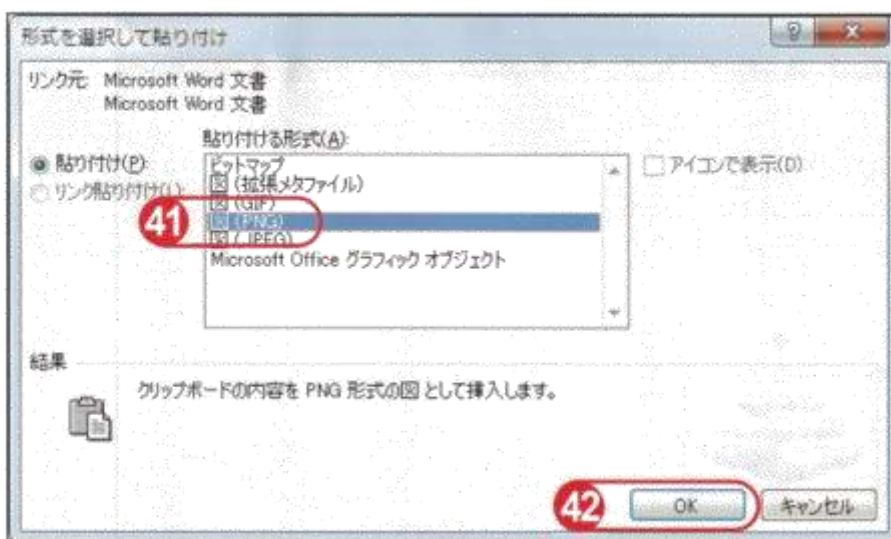 形式を選択して貼り付け
リンク元: Microsoft Word 文書
Microsoft Word 文書
貼り付ける形式(A):
貼り付け(P)
リンク貼り付け(L):
ビットマップ
図 (拡張メタファイル)
図 (GIF)
図 (PNG)
図 (JPEG)
Microsoft Office グラフィック オブジェクト
アイコンで表示(D)
41
結果
クリップボードの内容を PNG 形式の図 として挿入します。
42
OK
キャンセル